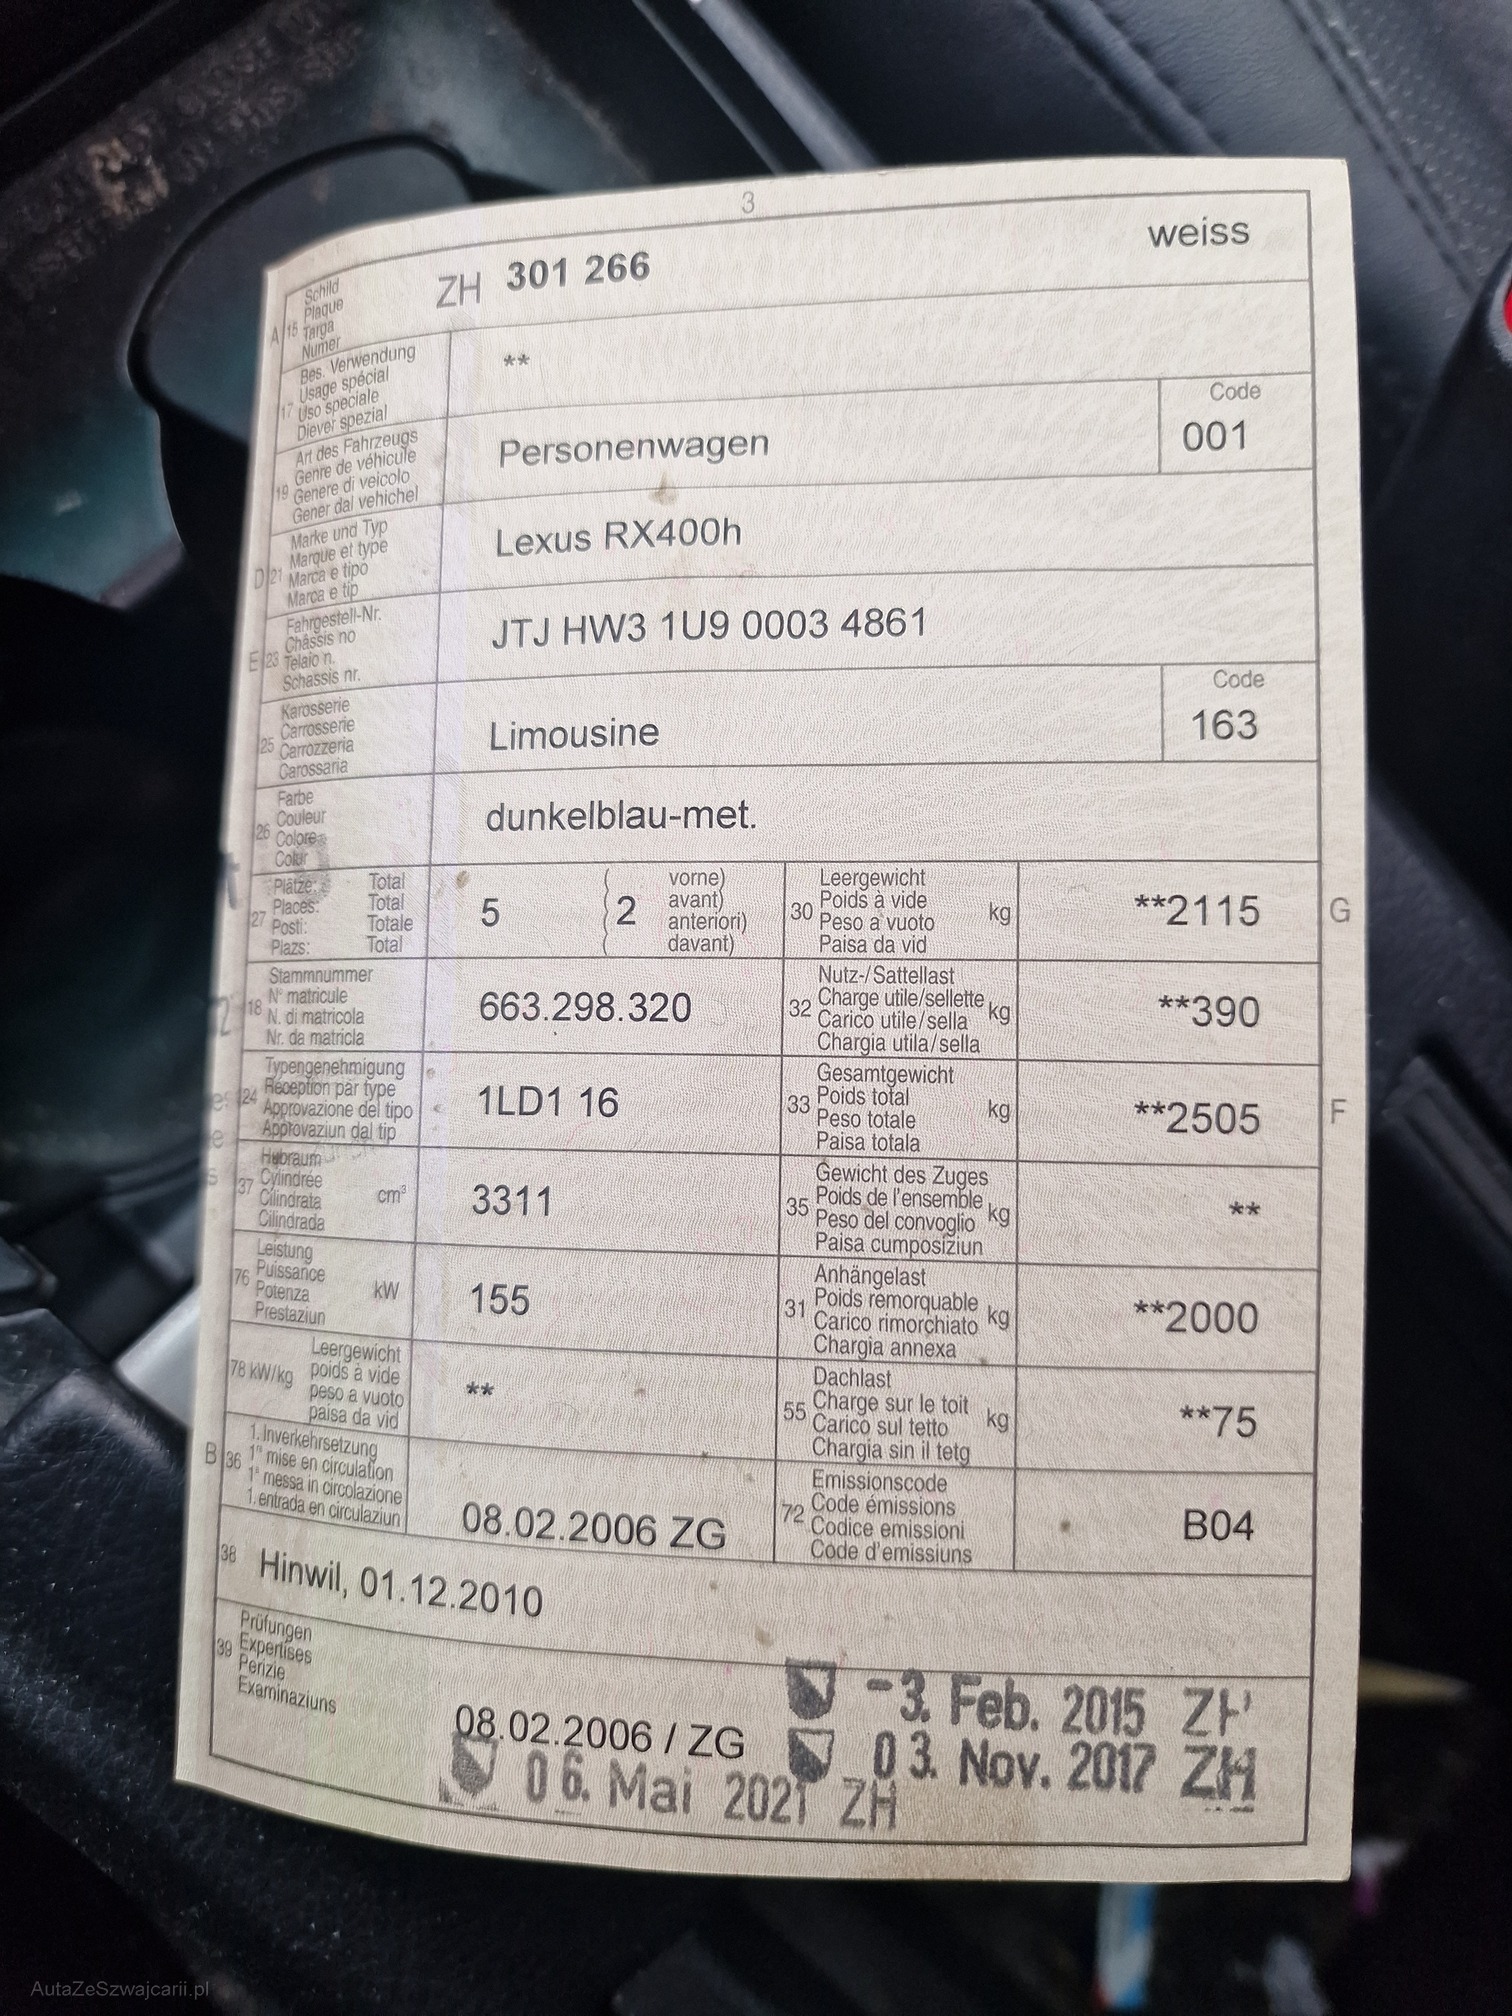 3
A 15 Schild
Plaque
Targa
Numer
ZH 301 266
weiss
17 Bes. Verwendung
Usage spécial
Uso speciale
Diever spezial
**
19 Art des Fahrzeugs
Genre de véhicule
Genere di veicolo
Gener dal vehichel
Personenwagen
Code
001
D 21 Marke und Typ
Marque et type
Marca e tipo
Marca e tip
Lexus RX400h
E 23 Fahrgestell-Nr.
Châssis no
Telaio n.
Schassis nr.
JTJ HW3 1U9 0003 4861
25 Karosserie
Carrosserie
Carrozzeria
Carossaria
Limousine
Code
163
26 Farbe
Couleur
Colore
Colur
dunkelblau-met.
27 Plätze: Total
Places: Total
Posti: Totale
Plazs: Total
5
( 2 vorne)
avant)
anteriori)
( davant)
30 Leergewicht
Poids à vide
Peso a vuoto
Paisa da vid
kg
**2115
G
18 Stammnummer
N° matricule
N. di matricola
Nr. da matricla
663.298.320
32 Nutz-/Sattellast
Charge utile/sellette
Carico utile/sella
Chargia utila/sella
kg
**390
24 Typengenehmigung
Réception par type
Approvazione del tipo
Approvaziun dal tip
1LD1 16
33 Gesamtgewicht
Poids total
Peso totale
Paisa totala
kg
**2505
F
37 Hubraum
Cylindrée
Cilindrata
Cilindrada
cm³
3311
35 Gewicht des Zuges
Poids de l'ensemble
Peso del convoglio
Paisa cumposiziun
kg
**
76 Leistung
Puissance
Potenza
Prestaziun
kW
155
31 Anhängelast
Poids remorquable
Carico rimorchiato
Chargia annexa
kg
**2000
78 kW/kg Leergewicht
poids à vide
peso a vuoto
paisa da vid
**
55 Dachlast
Charge sur le toit
Carico sul tetto
Chargia sin il tetg
kg
**75
B 36 1. Inverkehrsetzung
1re mise en circulation
1a messa in circolazione
1. entrada en circulaziun
08.02.2006 ZG
72 Emissionscode
Code émissions
Codice emissioni
Code d'emissiuns
B04
38 Hinwil, 01.12.2010
39 Prüfungen
Expertises
Perizie
Examinaziuns
08.02.2006 / ZG
-3. Feb. 2015 ZH
03. Nov. 2017 ZH
06. Mai 2021 ZH
AutaZeSzwajcarii.pl